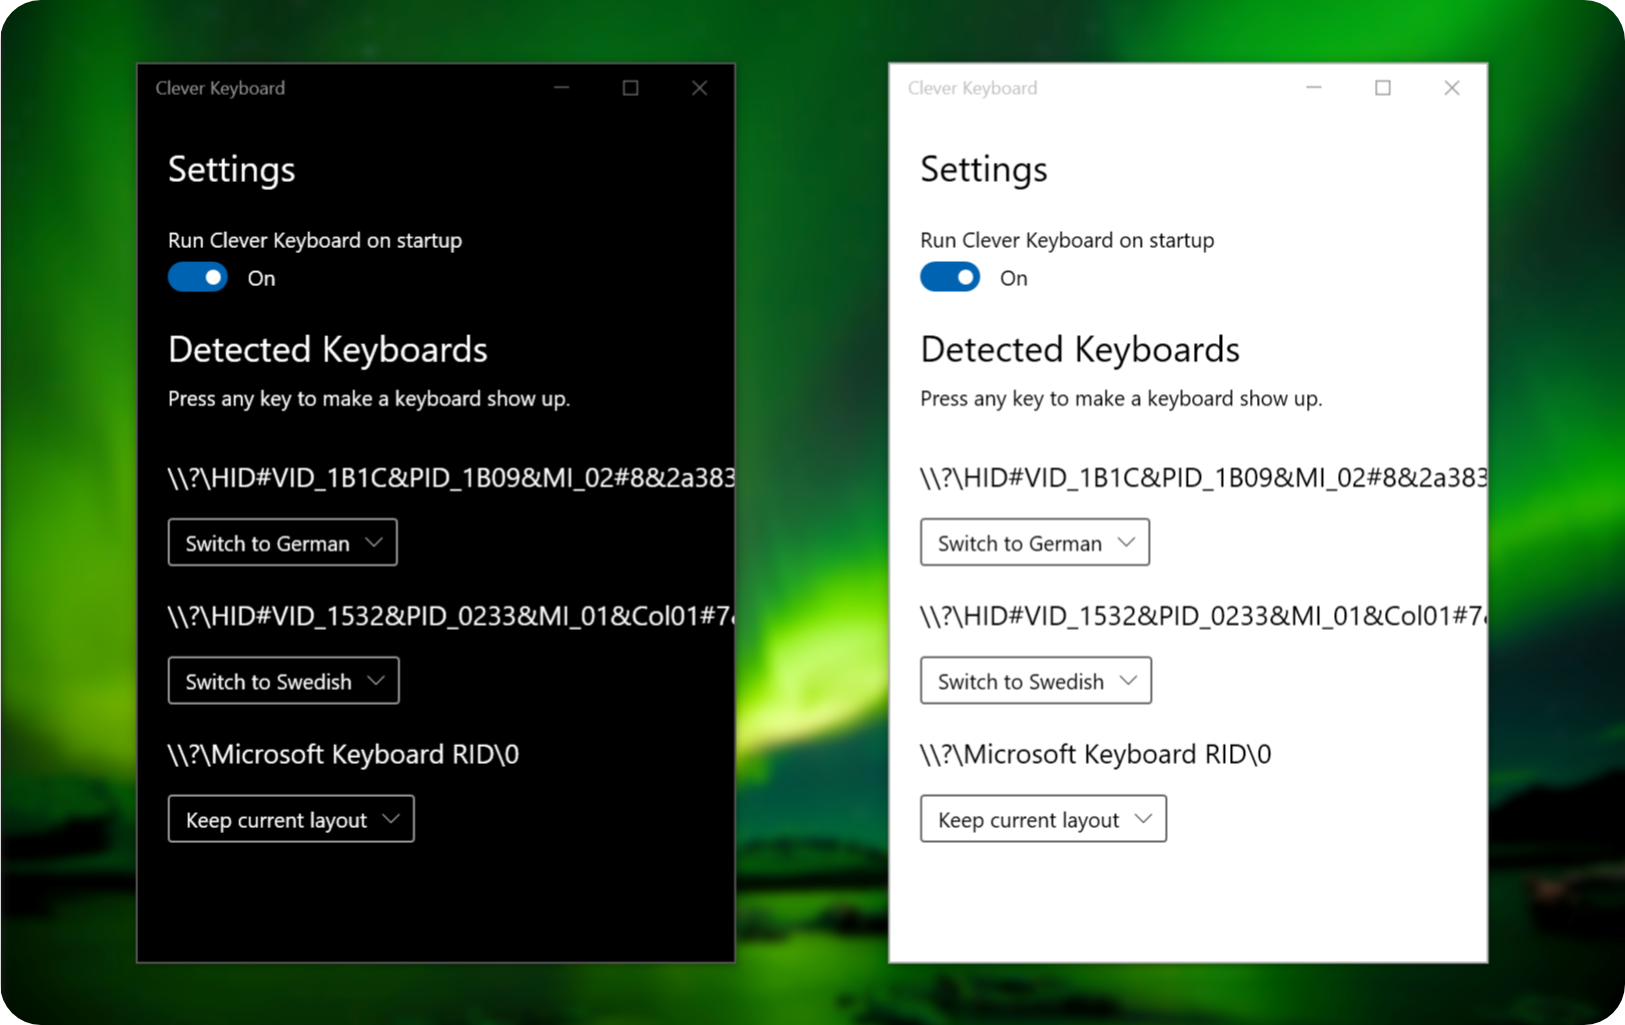 Clever Keyboard
Settings
Run Clever Keyboard on startup
On
Detected Keyboards
Press any key to make a keyboard show up.
\\?\HID#VID_1B1C&PID_1B09&MI_02#8&2a383
Switch to German
\\?\HID#VID_1532&PID_0233&MI_01&Col01#7
Switch to Swedish
\\?\Microsoft Keyboard RID\0
Keep current layout
Clever Keyboard
Settings
Run Clever Keyboard on startup
On
Detected Keyboards
Press any key to make a keyboard show up.
\\?\HID#VID_1B1C&PID_1B09&MI_02#8&2a383
Switch to German
\\?\HID#VID_1532&PID_0233&MI_01&Col01#7
Switch to Swedish
\\?\Microsoft Keyboard RID\0
Keep current layout